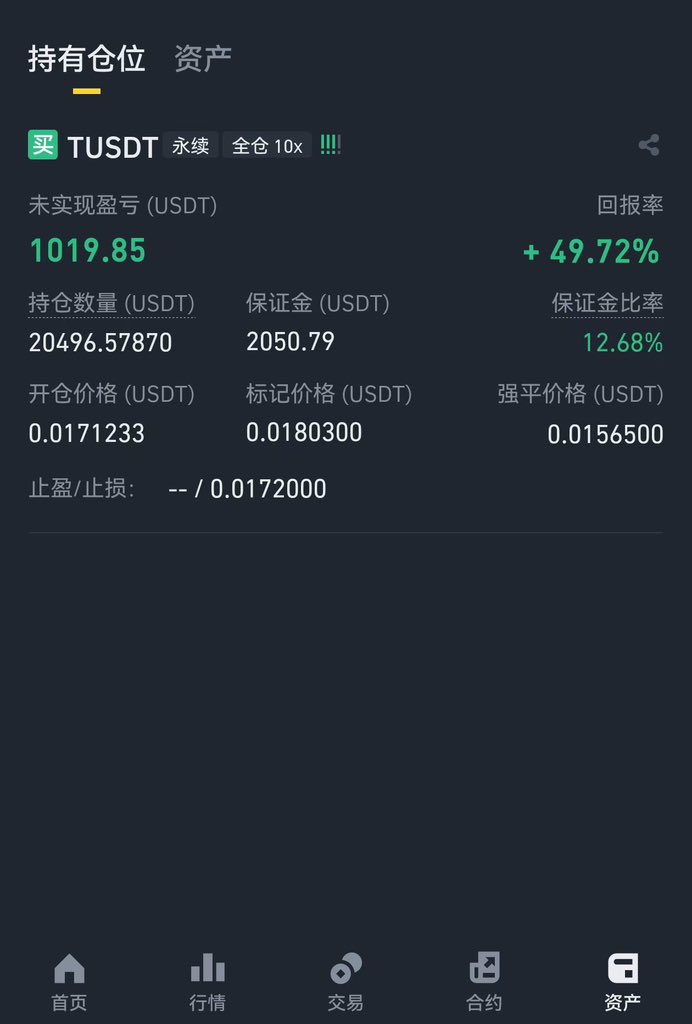 持有仓位 资产
买 TUSDT 永续 全仓 10x !!!!
未实现盈亏 (USDT) 回报率
1019.85 + 49.72%
持仓数量 (USDT) 保证金 (USDT) 保证金比率
20496.57870 2050.79 12.68%
开仓价格 (USDT) 标记价格 (USDT) 强平价格 (USDT)
0.0171233 0.0180300 0.0156500
止盈/止损: -- / 0.0172000
首页 行情 交易 合约 资产